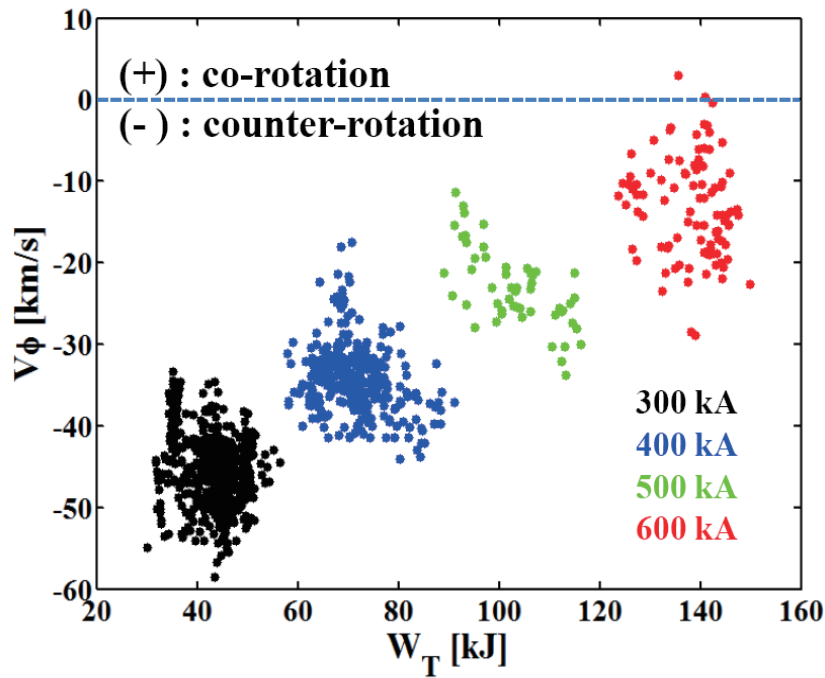 10
0
-10
-20
-30
-40
-50
-60
Vϕ [km/s]
(+) : co-rotation
(- ) : counter-rotation
300 kA
400 kA
500 kA
600 kA
20 40 60 80 100 120 140 160
W_T [kJ]